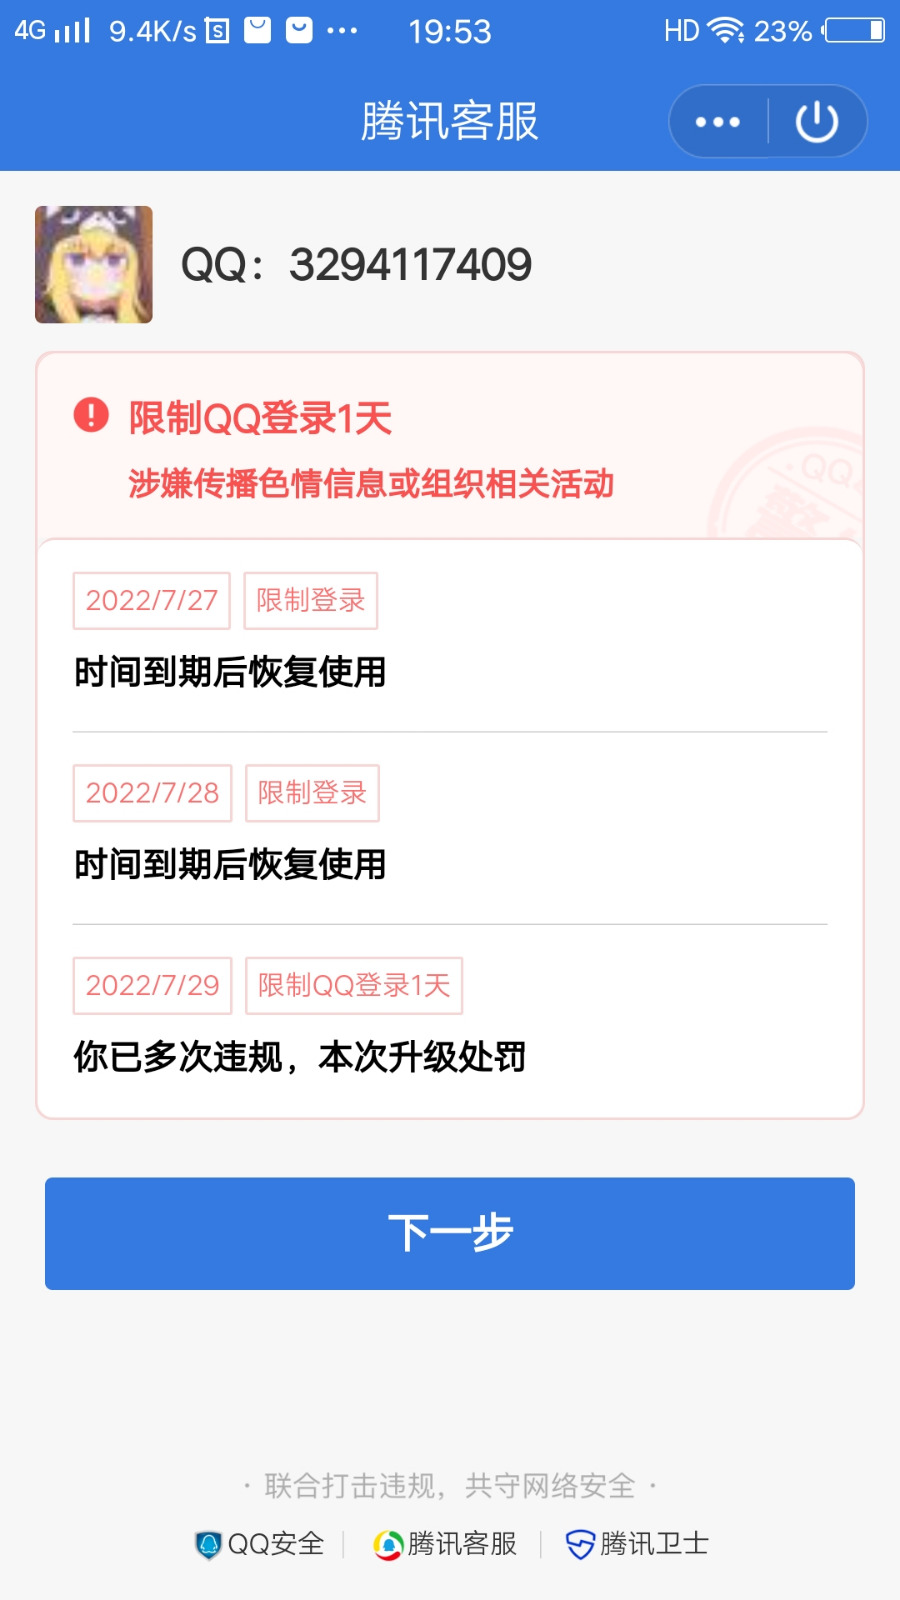 4G 9.4K/s 19:53 HD 23%
腾讯客服
QQ：3294117409
限制QQ登录1天
涉嫌传播色情信息或组织相关活动
QQ
2022/7/27 限制登录
时间到期后恢复使用
2022/7/28 限制登录
时间到期后恢复使用
2022/7/29 限制QQ登录1天
你已多次违规，本次升级处罚
下一步
· 联合打击违规，共守网络安全 ·
QQ安全 腾讯客服 腾讯卫士